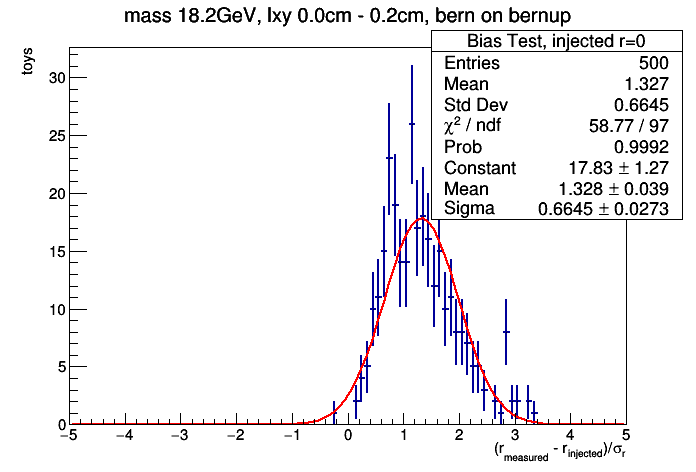 mass 18.2GeV, lxy 0.0cm - 0.2cm, bern on bernup
Bias Test, injected r=0
Entries 500
Mean 1.327
Std Dev 0.6645
χ² / ndf 58.77 / 97
Prob 0.9992
Constant 17.83 ± 1.27
Mean 1.328 ± 0.039
Sigma 0.6645 ± 0.0273
toys
30
25
20
15
10
5
0
−5 −4 −3 −2 −1 0 1 2 3 4 5
(r_measured - r_injected)/σ_r